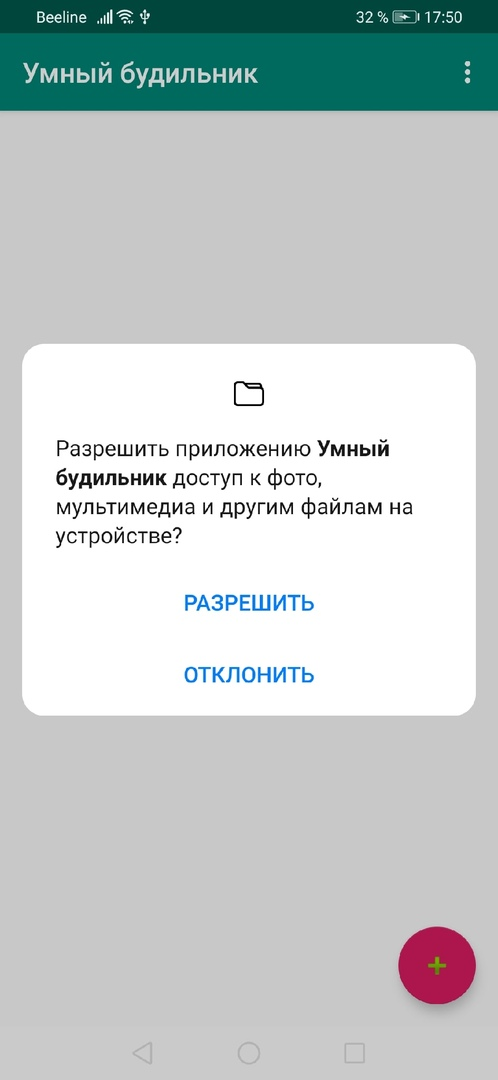 Beeline 32 % 17:50
Умный будильник
Разрешить приложению Умный
будильник доступ к фото,
мультимедиа и другим файлам на
устройстве?
РАЗРЕШИТЬ
ОТКЛОНИТЬ
+